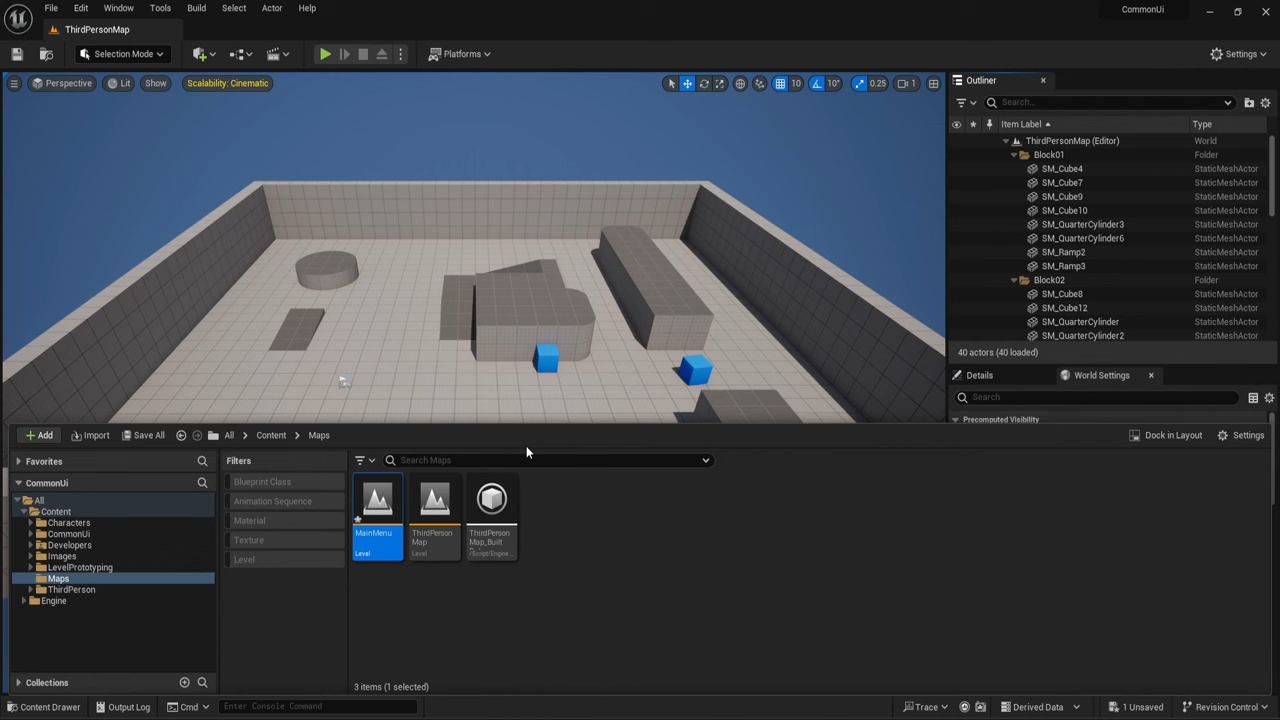 File Edit Window Tools Build Select Actor Help
CommonUi
ThirdPersonMap
Selection Mode
Platforms
Settings
Perspective Lit Show Scalability: Cinematic
10 10° 0.25 1
Outliner
Search...
Item Label Type
ThirdPersonMap (Editor) World
Block01 Folder
SM_Cube4 StaticMeshActor
SM_Cube7 StaticMeshActor
SM_Cube9 StaticMeshActor
SM_Cube10 StaticMeshActor
SM_QuarterCylinder3 StaticMeshActor
SM_QuarterCylinder6 StaticMeshActor
SM_Ramp2 StaticMeshActor
SM_Ramp3 StaticMeshActor
Block02 Folder
SM_Cube8 StaticMeshActor
SM_Cube12 StaticMeshActor
SM_QuarterCylinder StaticMeshActor
SM_QuarterCylinder2 StaticMeshActor
40 actors (40 loaded)
Details World Settings
Search
Precomputed Visibility
Add Import Save All All Content Maps
Dock in Layout Settings
Favorites
CommonUi
All
Content
Characters
CommonUi
Developers
Images
LevelPrototyping
Maps
ThirdPerson
Engine
Collections
Filters
Blueprint Class
Animation Sequence
Material
Texture
Level
Search Maps
MainMenu
Level
ThirdPerson
Map
Level
ThirdPerson
Map_Built
/Script/Engine...
3 items (1 selected)
Content Drawer Output Log Cmd Enter Console Command
Trace Derived Data 1 Unsaved Revision Control